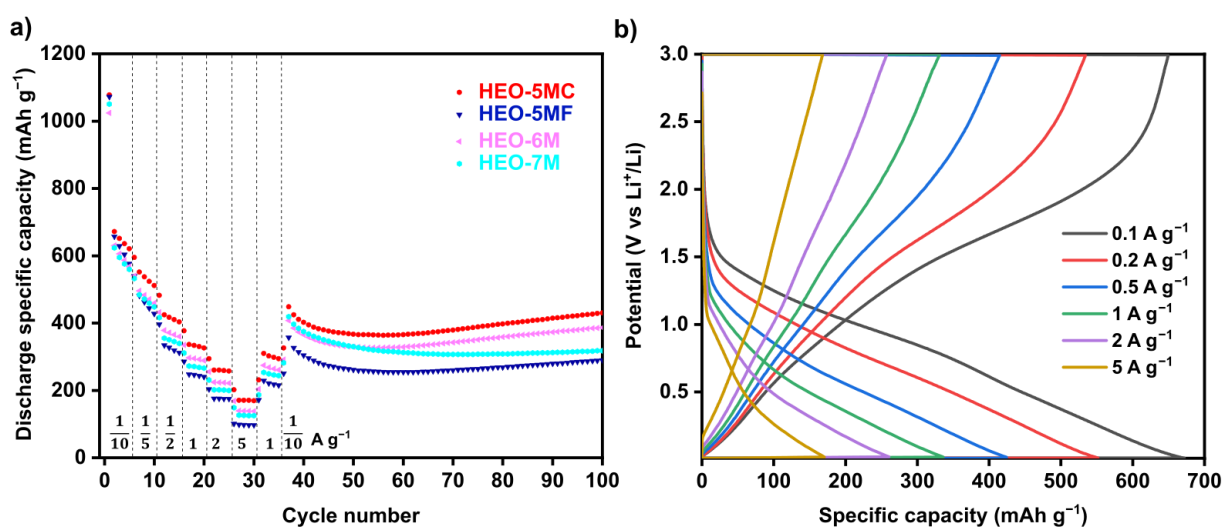 a)
Discharge specific capacity (mAh g⁻¹)
1200
1000
800
600
400
200
0
HEO-5MC
HEO-5MF
HEO-6M
HEO-7M
1/10 1/5 1/2 1 2 5 1 1/10 A g⁻¹
0 10 20 30 40 50 60 70 80 90 100
Cycle number
b)
Potential (V vs Li⁺/Li)
3.0
2.5
2.0
1.5
1.0
0.5
0.1 A g⁻¹
0.2 A g⁻¹
0.5 A g⁻¹
1 A g⁻¹
2 A g⁻¹
5 A g⁻¹
0 100 200 300 400 500 600 700
Specific capacity (mAh g⁻¹)